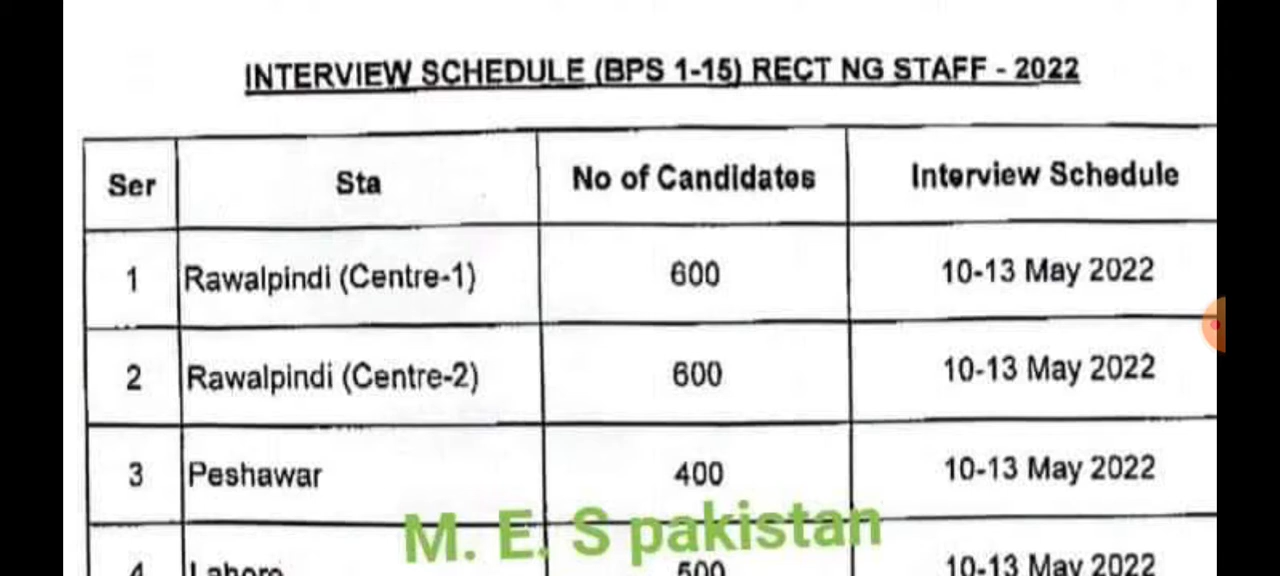 INTERVIEW SCHEDULE (BPS 1-15) RECT NG STAFF - 2022
Ser Sta No of Candidates Interview Schedule
1 Rawalpindi (Centre-1) 600 10-13 May 2022
2 Rawalpindi (Centre-2) 600 10-13 May 2022
3 Peshawar 400 10-13 May 2022
M. E. S pakistan
4 Lahore 500 10-13 May 2022